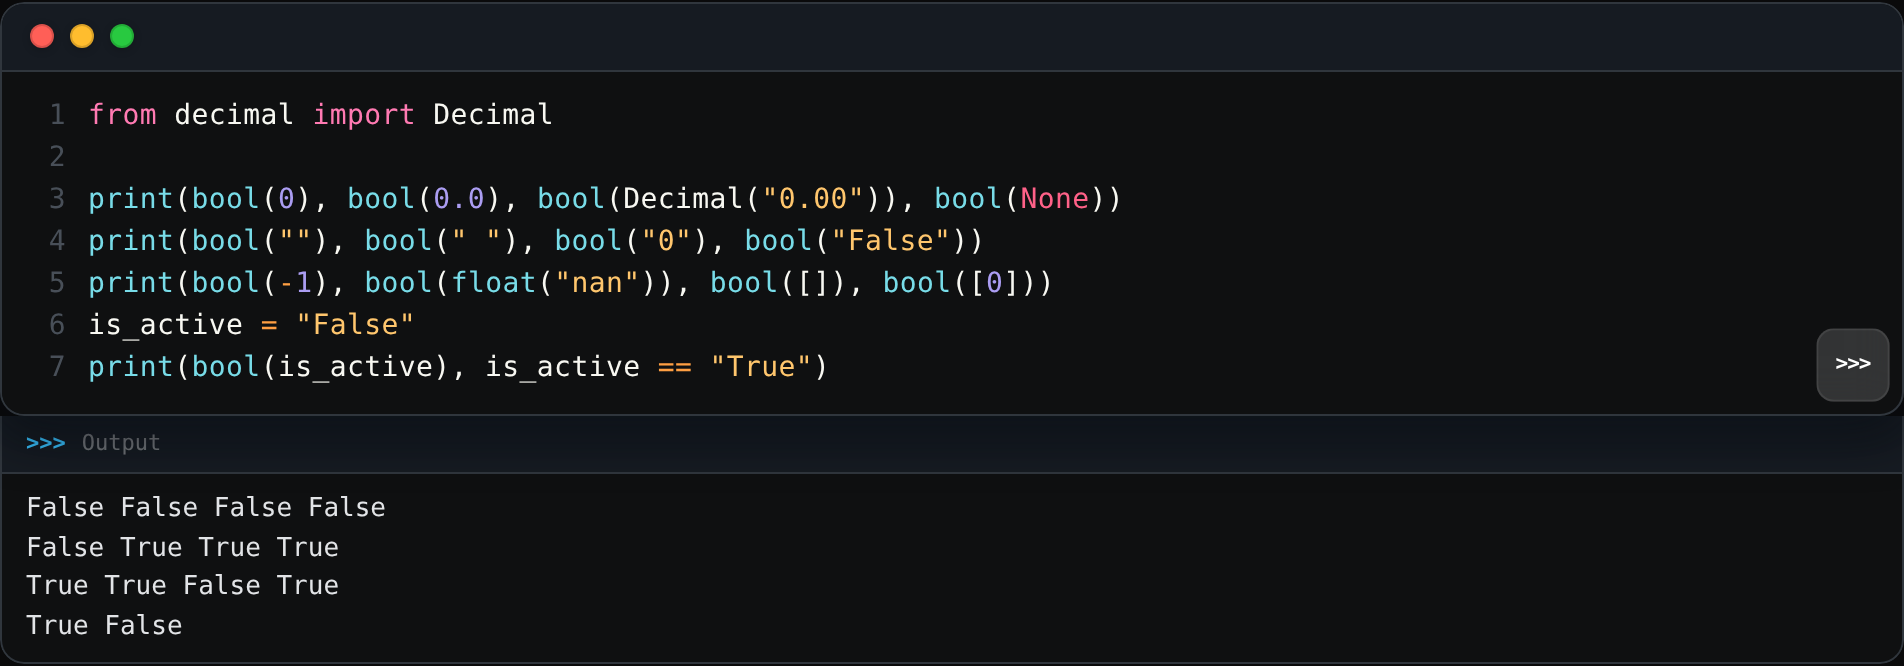 1 from decimal import Decimal
2
3 print(bool(0), bool(0.0), bool(Decimal("0.00")), bool(None))
4 print(bool(""), bool(" "), bool("0"), bool("False"))
5 print(bool(-1), bool(float("nan")), bool([]), bool([0]))
6 is_active = "False"
7 print(bool(is_active), is_active == "True")
>>>
>>> Output
False False False False
False True True True
True True False True
True False